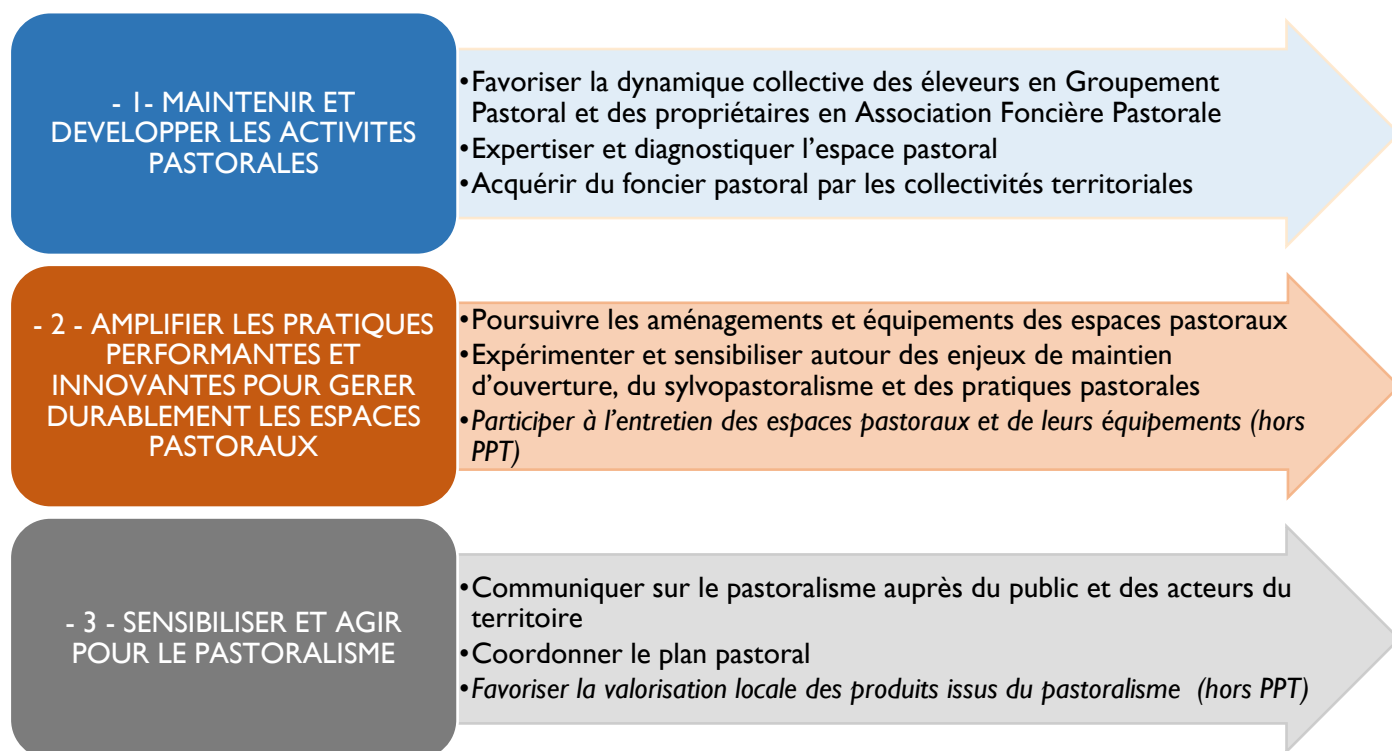 - 1- MAINTENIR ET
DEVELOPPER LES ACTIVITES
PASTORALES
•Favoriser la dynamique collective des éleveurs en Groupement
Pastoral et des propriétaires en Association Foncière Pastorale
•Expertiser et diagnostiquer l’espace pastoral
•Acquérir du foncier pastoral par les collectivités territoriales
- 2 - AMPLIFIER LES PRATIQUES
PERFORMANTES ET
INNOVANTES POUR GERER
DURABLEMENT LES ESPACES
PASTORAUX
•Poursuivre les aménagements et équipements des espaces pastoraux
•Expérimenter et sensibiliser autour des enjeux de maintien
d’ouverture, du sylvopastoralisme et des pratiques pastorales
•Participer à l’entretien des espaces pastoraux et de leurs équipements (hors
PPT)
- 3 - SENSIBILISER ET AGIR
POUR LE PASTORALISME
•Communiquer sur le pastoralisme auprès du public et des acteurs du
territoire
•Coordonner le plan pastoral
•Favoriser la valorisation locale des produits issus du pastoralisme (hors PPT)